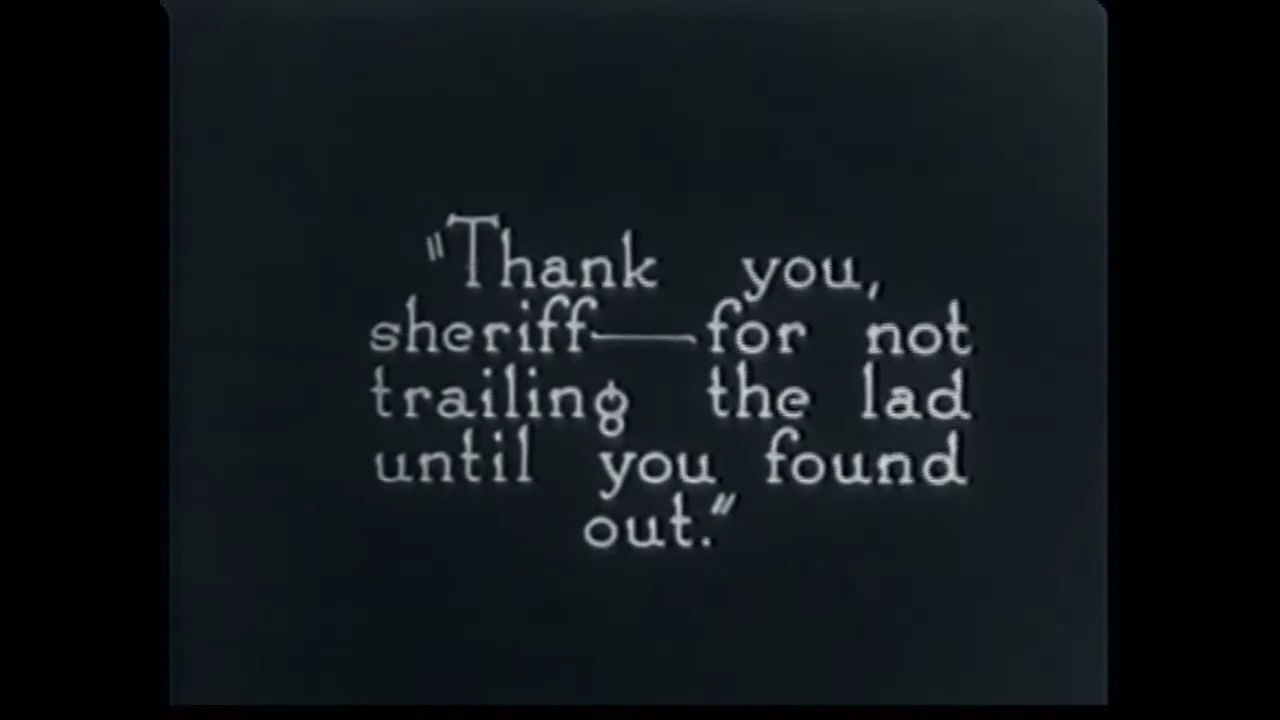 "Thank you,
sheriff—for not
trailing the lad
until you found
out."